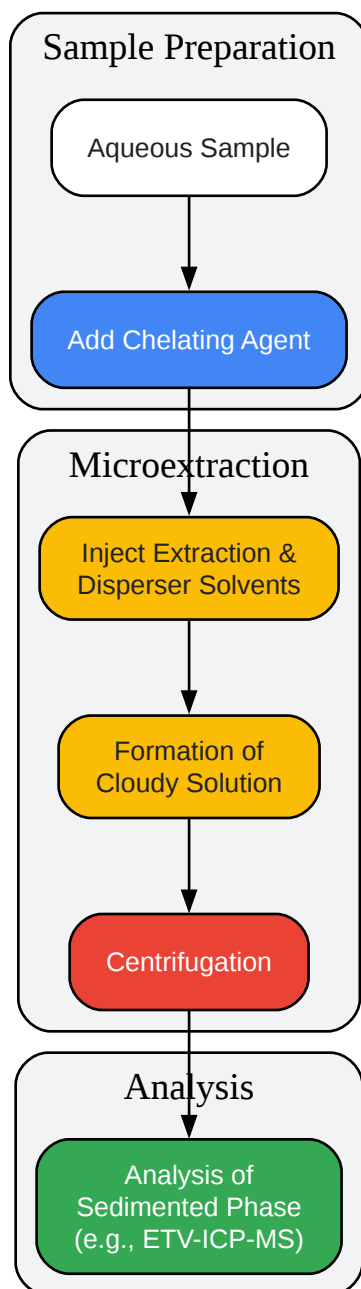 Sample Preparation
Aqueous Sample
Add Chelating Agent
Microextraction
Inject Extraction &
Disperser Solvents
Formation of
Cloudy Solution
Centrifugation
Analysis
Analysis of
Sedimented Phase
(e.g., ETV-ICP-MS)